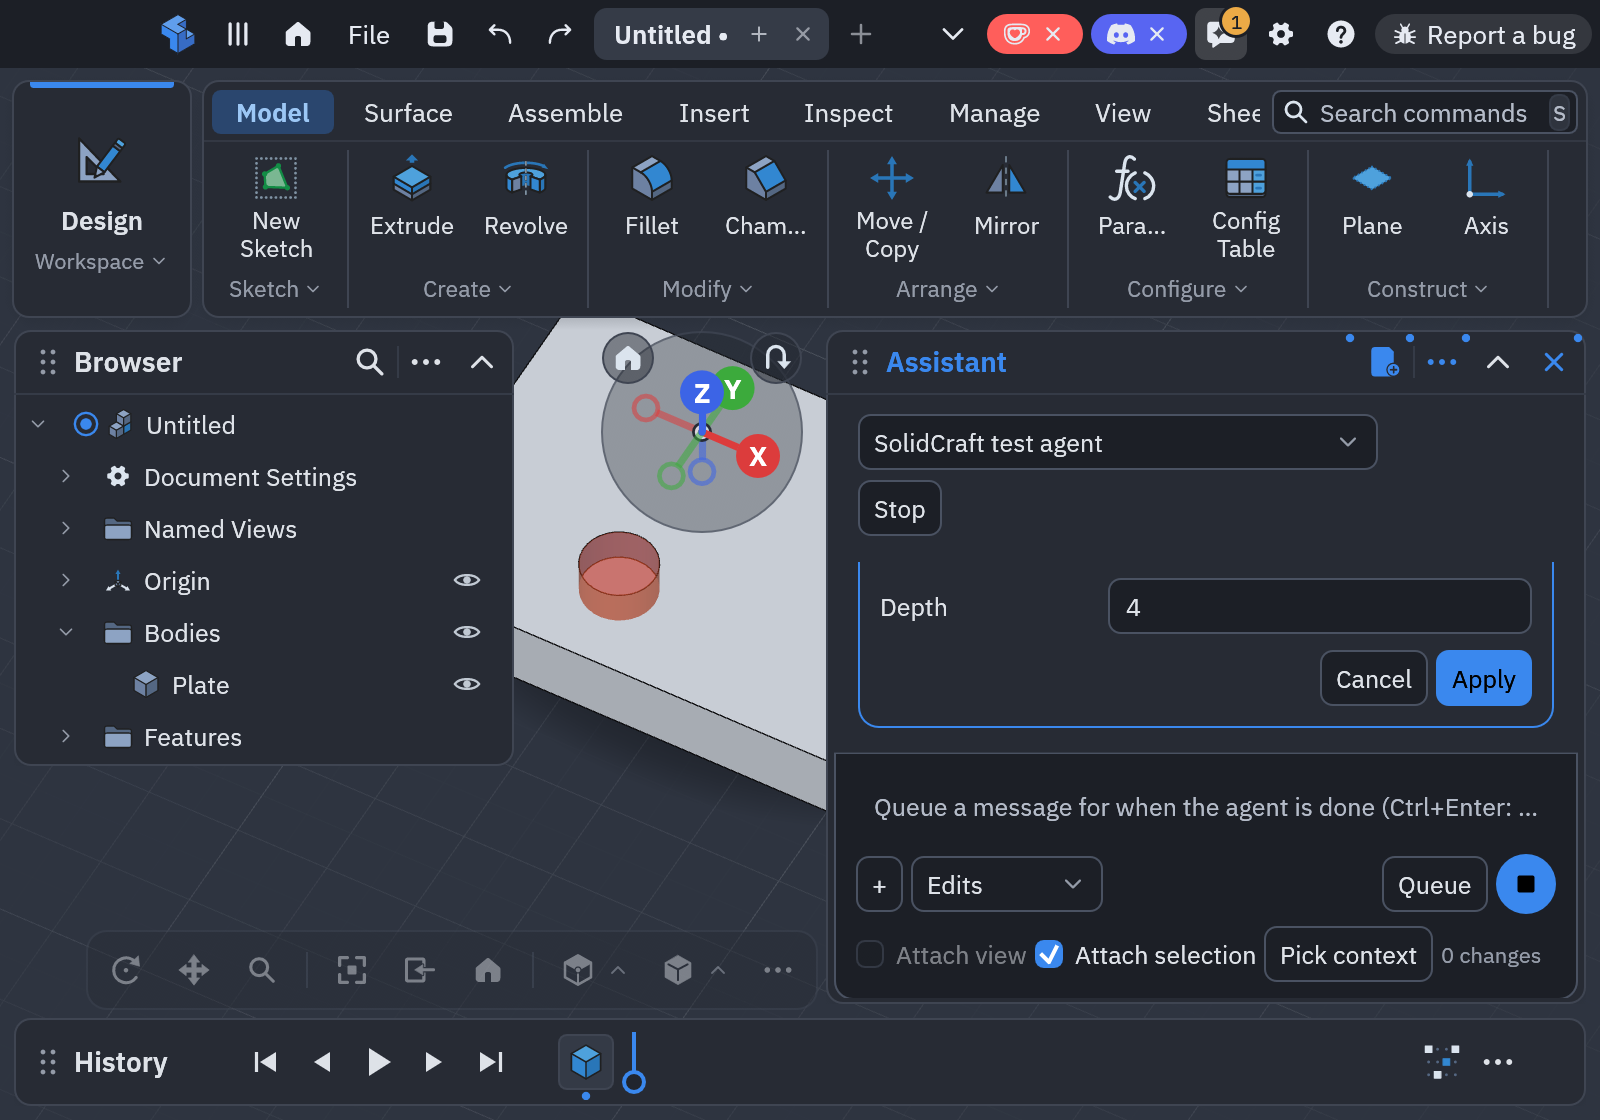 File
Untitled •
1
Report a bug
Design
Workspace
Model
Surface
Assemble
Insert
Inspect
Manage
View
Shee
Search commands
S
New
Sketch
Sketch
Extrude
Revolve
Create
Fillet
Cham...
Modify
Move /
Copy
Mirror
Arrange
Para...
Config
Table
Configure
Plane
Axis
Construct
Browser
Untitled
Document Settings
Named Views
Origin
Bodies
Plate
Features
Z
Y
X
Assistant
SolidCraft test agent
Stop
Depth
4
Cancel
Apply
Queue a message for when the agent is done (Ctrl+Enter: ...
+
Edits
Queue
Attach view
Attach selection
Pick context
0 changes
History